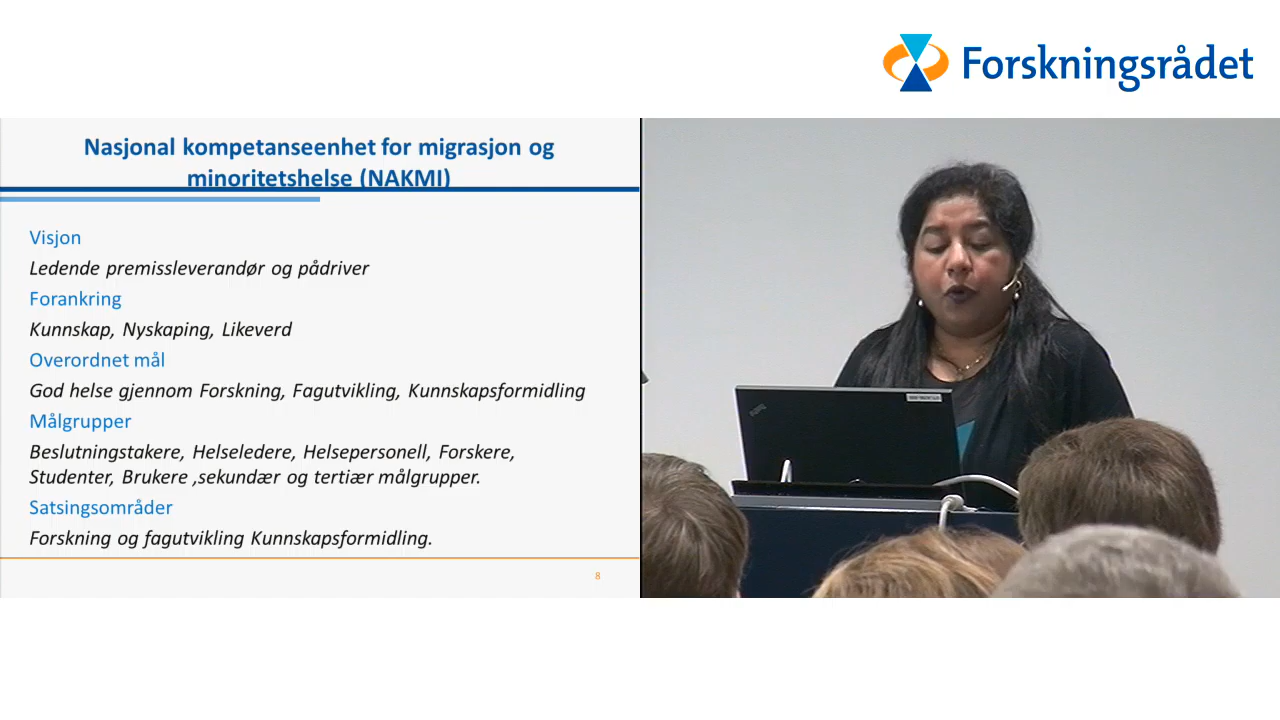 Forskningsrådet
Nasjonal kompetanseenhet for migrasjon og
minoritetshelse (NAKMI)
Visjon
Ledende premissleverandør og pådriver
Forankring
Kunnskap, Nyskaping, Likeverd
Overordnet mål
God helse gjennom Forskning, Fagutvikling, Kunnskapsformidling
Målgrupper
Beslutningstakere, Helseledere, Helsepersonell, Forskere,
Studenter, Brukere ,sekundær og tertiær målgrupper.
Satsingsområder
Forskning og fagutvikling Kunnskapsformidling.
8